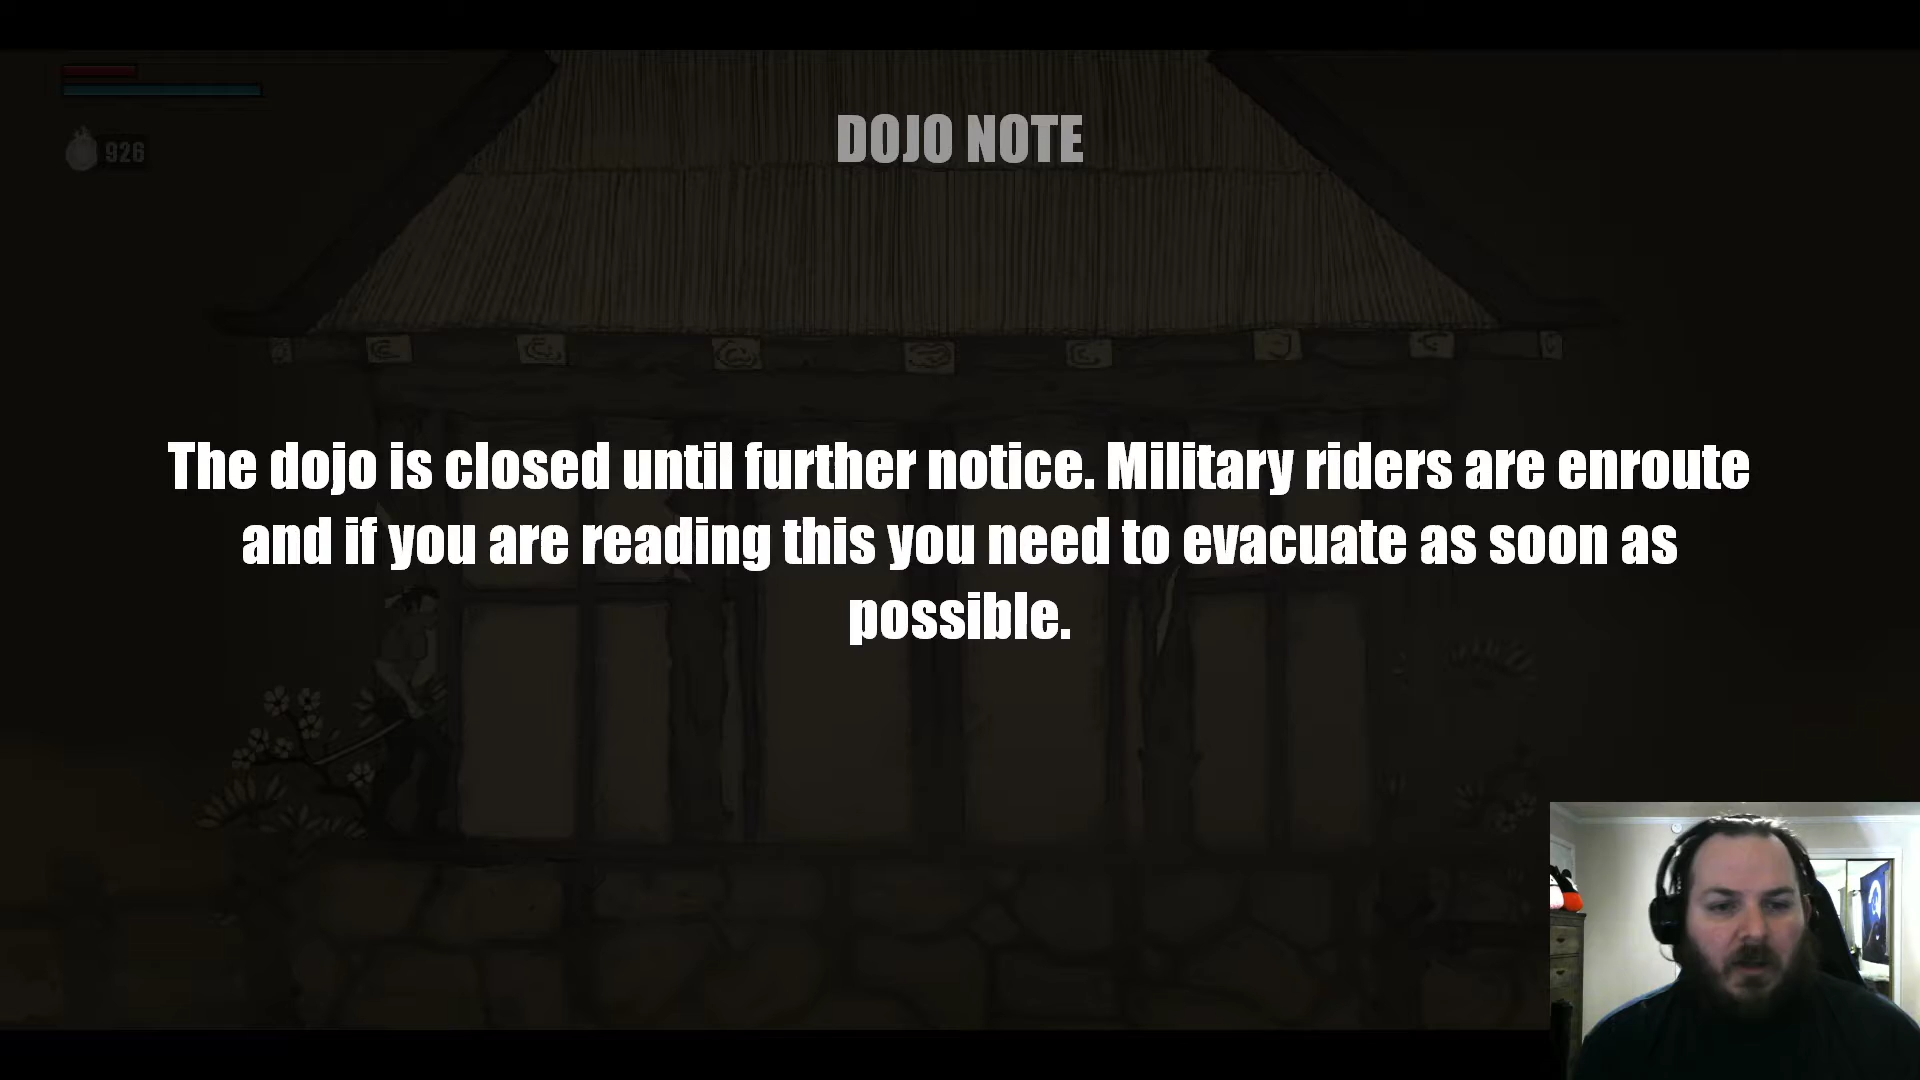 926
DOJO NOTE
The dojo is closed until further notice. Military riders are enroute
and if you are reading this you need to evacuate as soon as
possible.